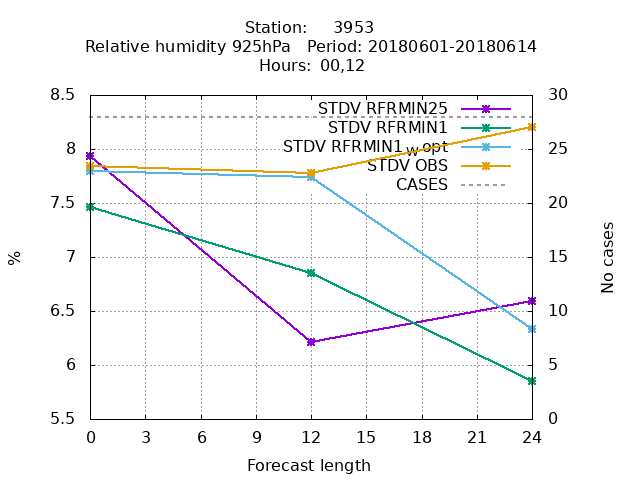 Station: 3953
Relative humidity 925hPa Period: 20180601-20180614
Hours: 00,12
8.5
8
7.5
7
6.5
6
5.5
%
30
25
20
15
10
5
0
No cases
STDV RFRMIN25
STDV RFRMIN1
STDV RFRMIN1_w_opt
STDV OBS
CASES
0 3 6 9 12 15 18 21 24
Forecast length